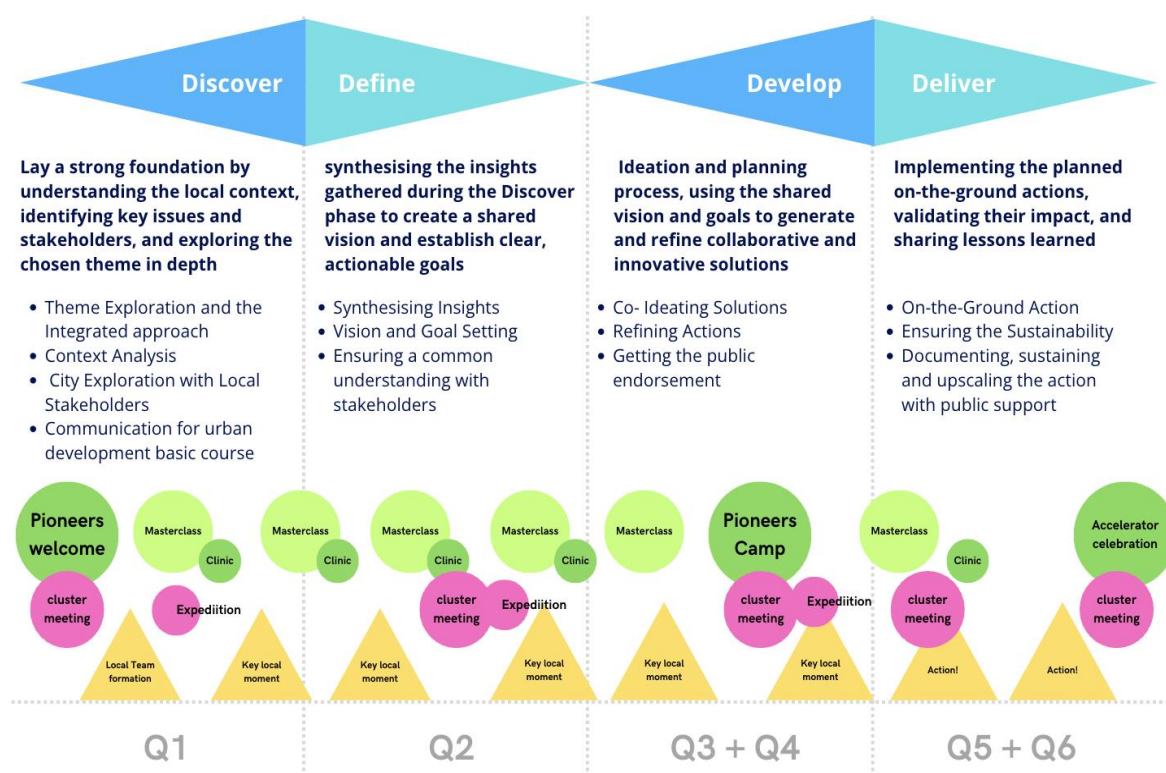 Discover
Define
Develop
Deliver
Lay a strong foundation by
understanding the local context,
identifying key issues and
stakeholders, and exploring the
chosen theme in depth
synthesising the insights
gathered during the Discover
phase to create a shared
vision and establish clear,
actionable goals
Ideation and planning
process, using the shared
vision and goals to generate
and refine collaborative and
innovative solutions
Implementing the planned
on-the-ground actions,
validating their impact, and
sharing lessons learned
• Theme Exploration and the
Integrated approach
• Context Analysis
• City Exploration with Local
Stakeholders
• Communication for urban
development basic course
• Synthesising Insights
• Vision and Goal Setting
• Ensuring a common
understanding with
stakeholders
• Co- Ideating Solutions
• Refining Actions
• Getting the public
endorsement
• On-the-Ground Action
• Ensuring the Sustainability
• Documenting, sustaining
and upscaling the action
with public support
Pioneers
welcome
Masterclass
Clinic
Masterclass
Clinic
Masterclass
Clinic
Masterclass
Clinic
Masterclass
Pioneers
Camp
Masterclass
Clinic
Accelerator
celebration
cluster
meeting
Expediition
cluster
meeting
Expediition
cluster
meeting
Expediition
cluster
meeting
cluster
meeting
Local Team
formation
Key local
moment
Key local
moment
Key local
moment
Key local
moment
Key local
moment
Action!
Action!
Q1
Q2
Q3 + Q4
Q5 + Q6